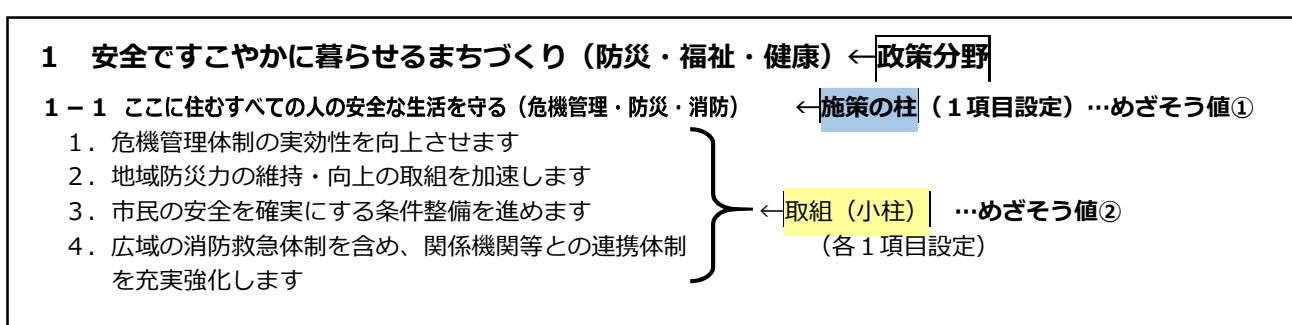 1 安全ですこやかに暮らせるまちづくり（防災・福祉・健康）←政策分野
1－1 ここに住むすべての人の安全な生活を守る（危機管理・防災・消防） ←施策の柱（1項目設定）…めざそう値①
1．危機管理体制の実効性を向上させます
2．地域防災力の維持・向上の取組を加速します
3．市民の安全を確実にする条件整備を進めます ←取組（小柱） …めざそう値②
4．広域の消防救急体制を含め、関係機関等との連携体制 （各1項目設定）
を充実強化します